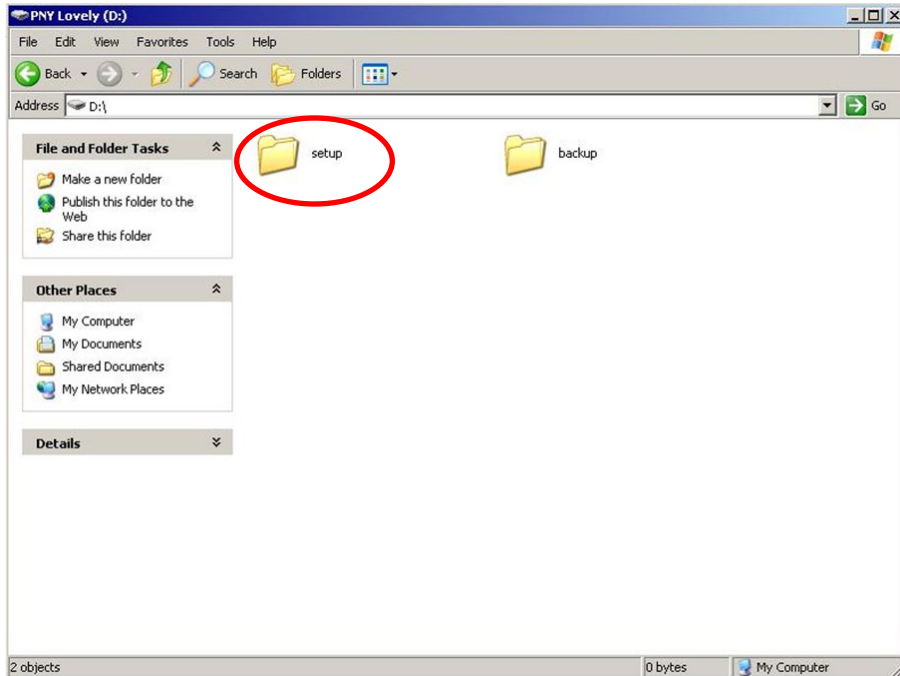 PNY Lovely (D:)
File Edit View Favorites Tools Help
Back Search Folders
Address D:\ Go
File and Folder Tasks
Make a new folder
Publish this folder to the
Web
Share this folder
setup
backup
Other Places
My Computer
My Documents
Shared Documents
My Network Places
Details
2 objects 0 bytes My Computer